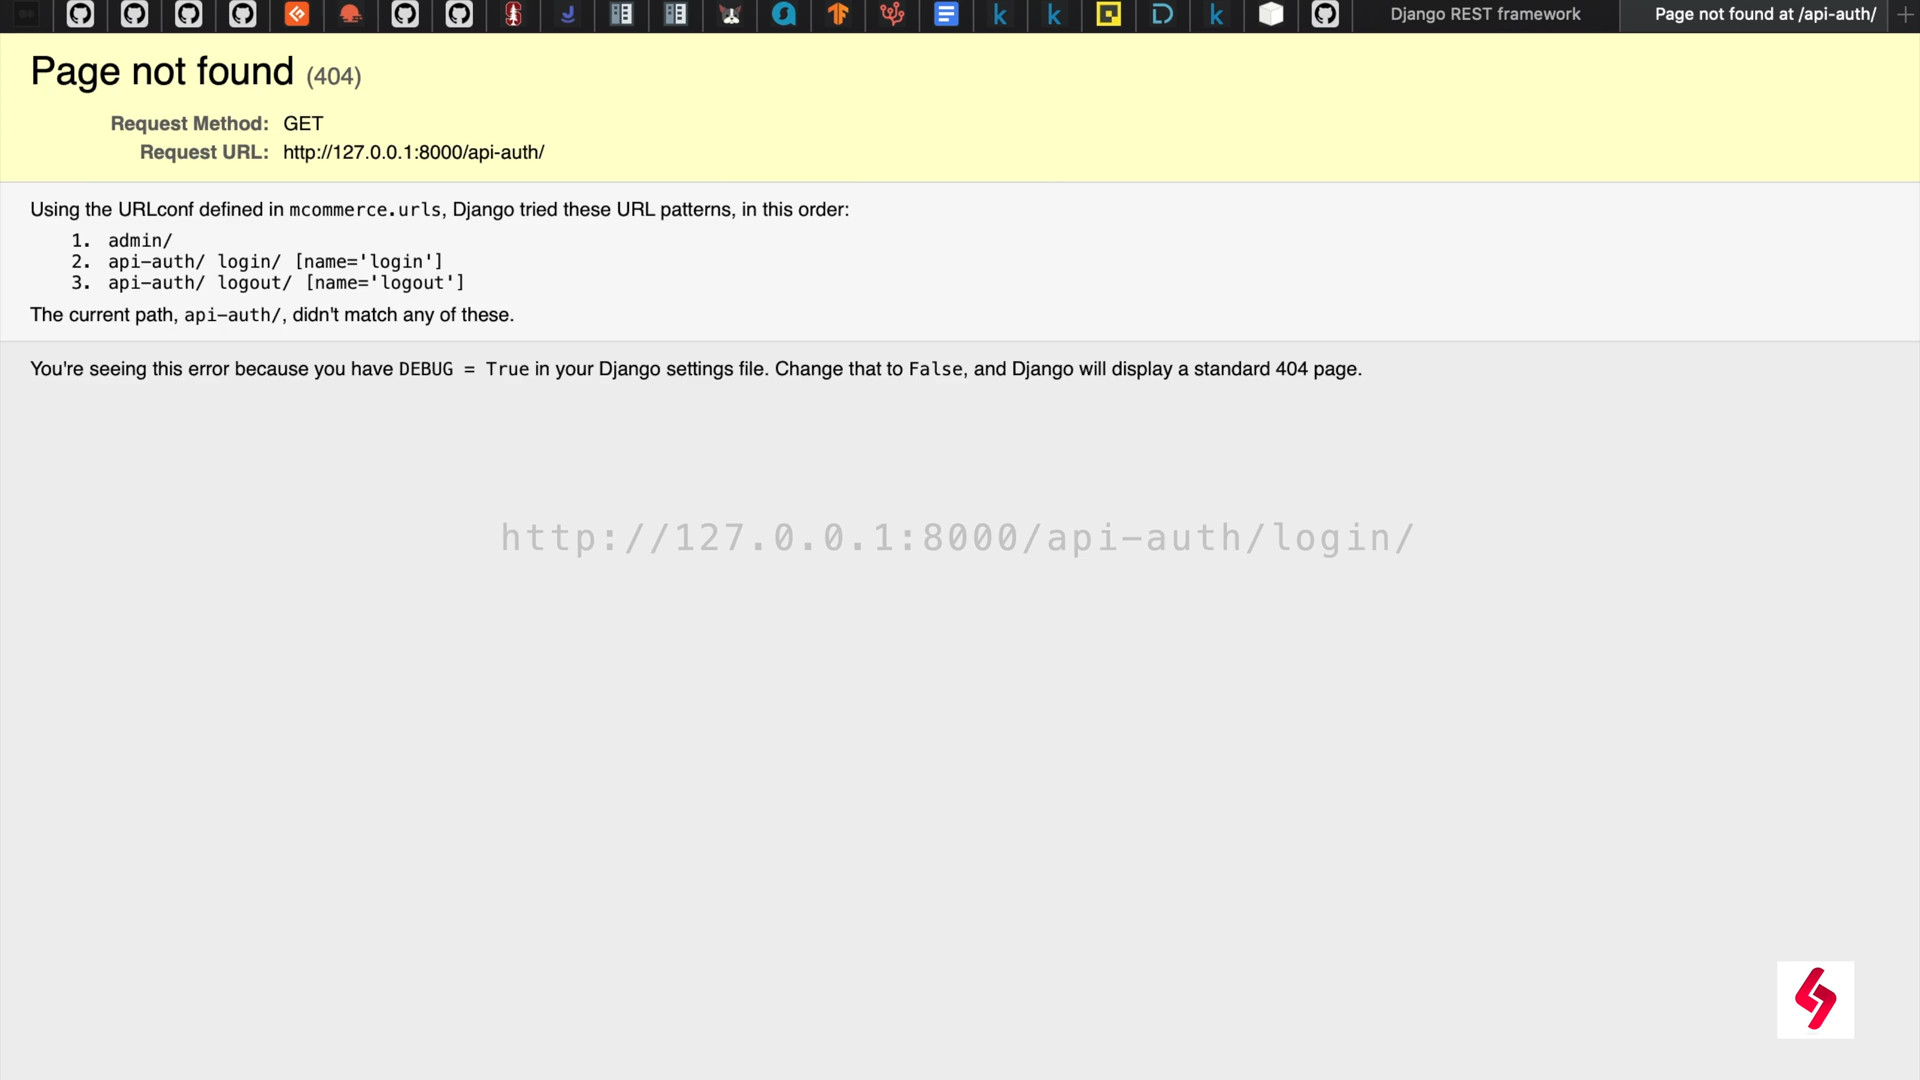 Django REST framework
Page not found at /api-auth/
Page not found (404)
Request Method: GET
Request URL: http://127.0.0.1:8000/api-auth/
Using the URLconf defined in mcommerce.urls, Django tried these URL patterns, in this order:
1. admin/
2. api-auth/ login/ [name='login']
3. api-auth/ logout/ [name='logout']
The current path, api-auth/, didn't match any of these.
You're seeing this error because you have DEBUG = True in your Django settings file. Change that to False, and Django will display a standard 404 page.
http://127.0.0.1:8000/api-auth/login/